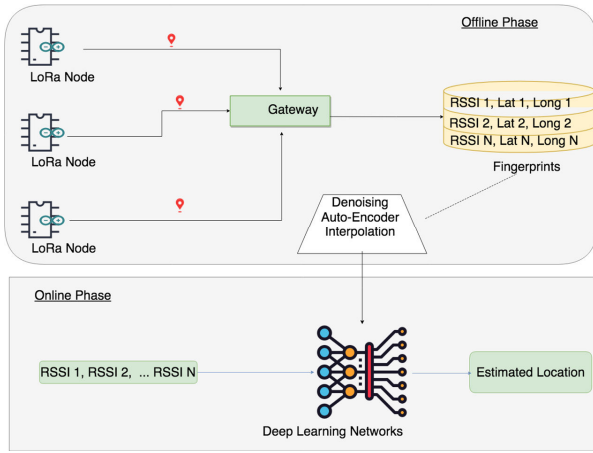 Offline Phase
LoRa Node
LoRa Node
LoRa Node
Gateway
RSSI 1, Lat 1, Long 1
RSSI 2, Lat 2, Long 2
RSSI N, Lat N, Long N
Fingerprints
Denoising
Auto-Encoder
Interpolation
Online Phase
RSSI 1, RSSI 2, ... RSSI N
Deep Learning Networks
Estimated Location